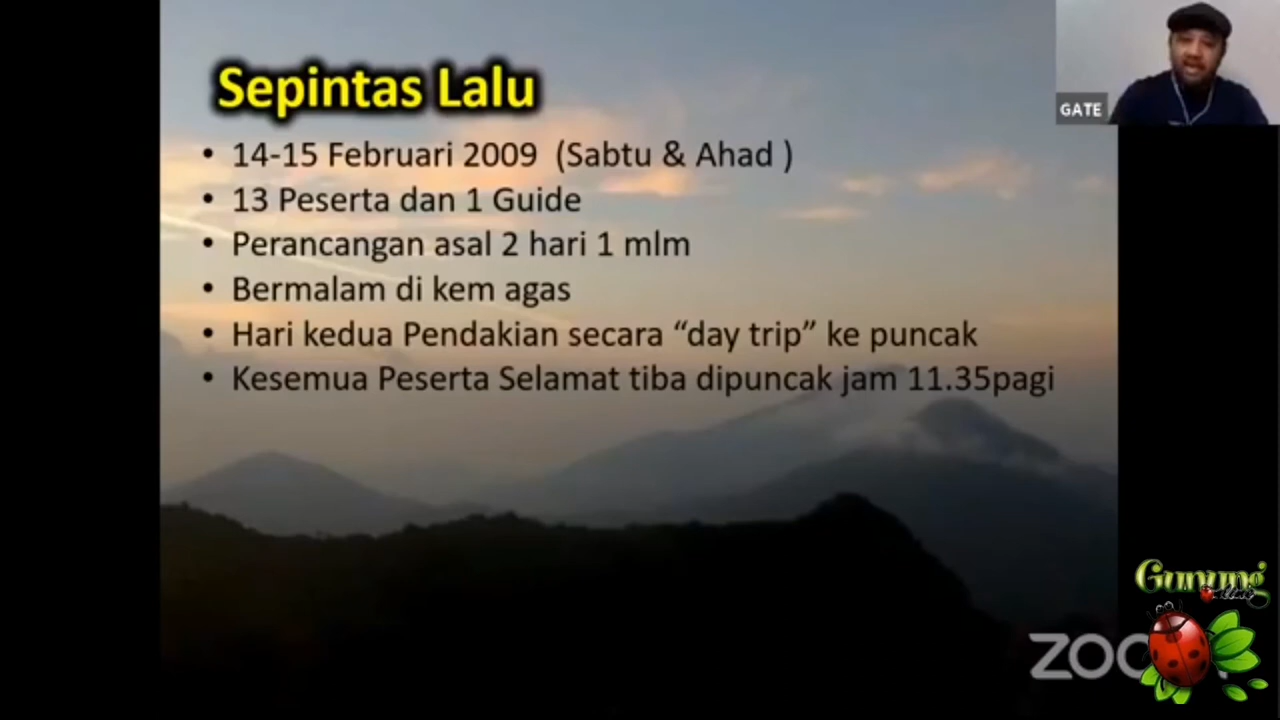 Sepintas Lalu
• 14-15 Februari 2009 (Sabtu & Ahad )
• 13 Peserta dan 1 Guide
• Perancangan asal 2 hari 1 mlm
• Bermalam di kem agas
• Hari kedua Pendakian secara “day trip” ke puncak
• Kesemua Peserta Selamat tiba dipuncak jam 11.35pagi
GATE
Gunung